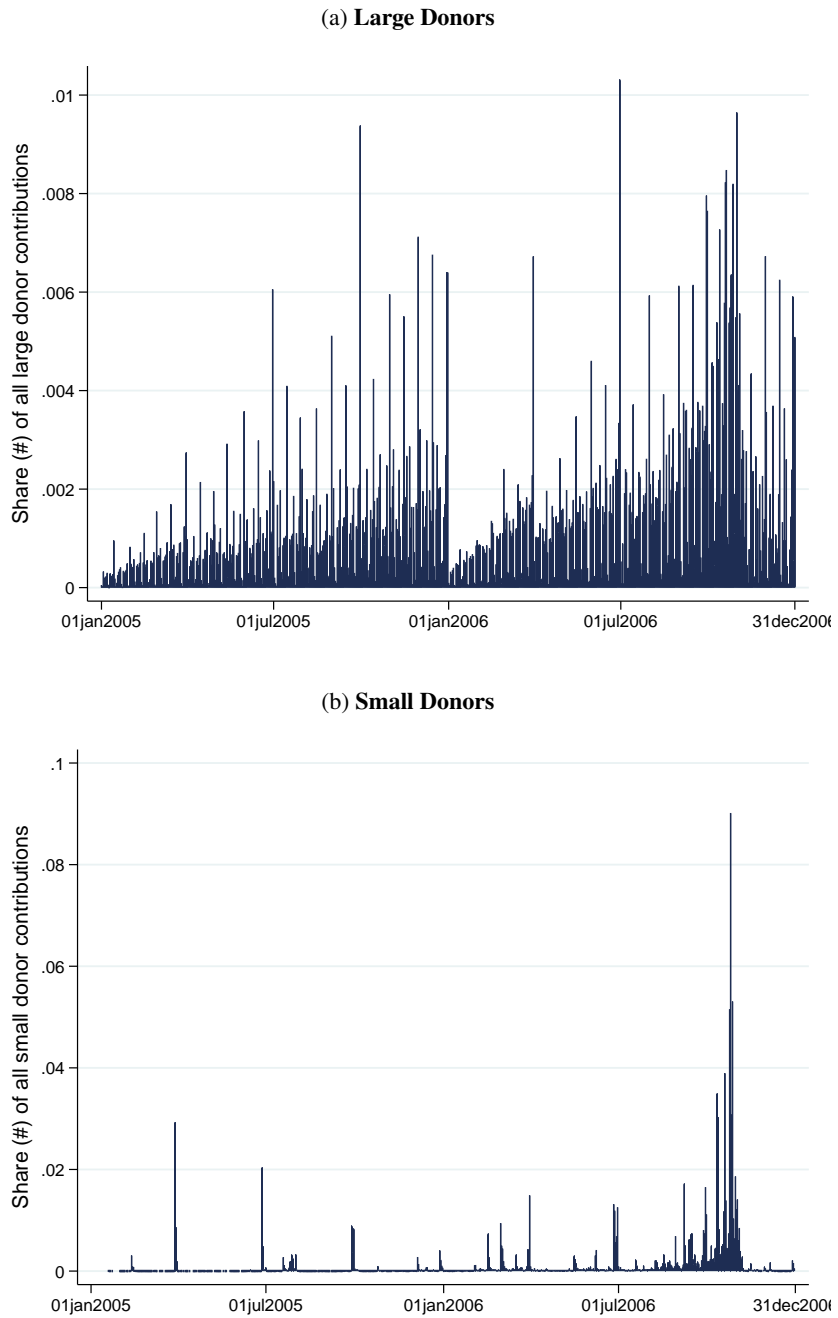 (a) Large Donors
Share (#) of all large donor contributions
.01
.008
.006
.004
.002
0
01jan2005 01jul2005 01jan2006 01jul2006 31dec2006
(b) Small Donors
Share (#) of all small donor contributions
.1
.08
.06
.04
.02
0
01jan2005 01jul2005 01jan2006 01jul2006 31dec2006